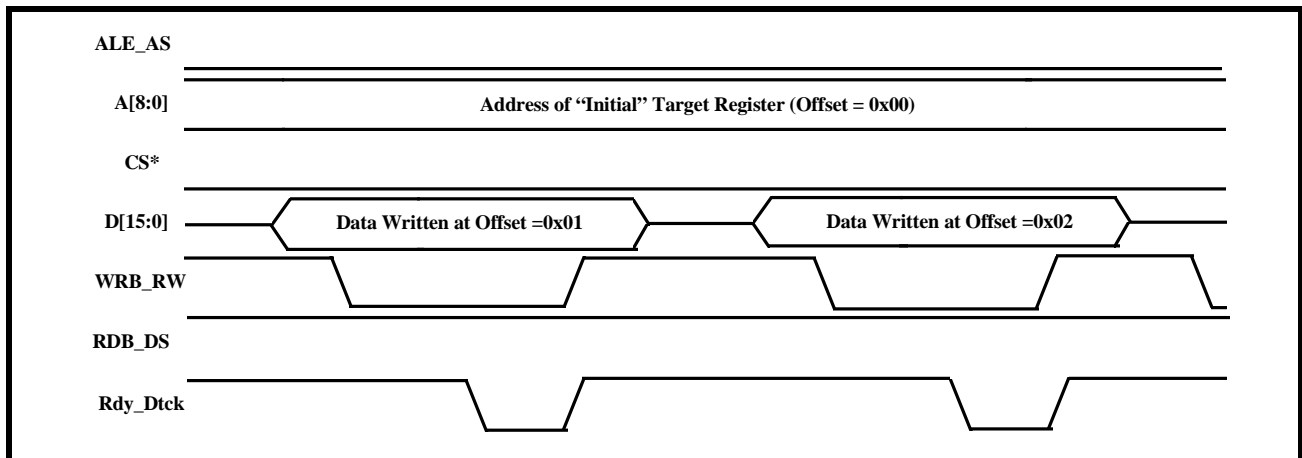 ALE_AS
A[8:0]
Address of “Initial” Target Register (Offset = 0x00)
CS*
D[15:0]
Data Written at Offset =0x01
Data Written at Offset =0x02
WRB_RW
RDB_DS
Rdy_Dtck